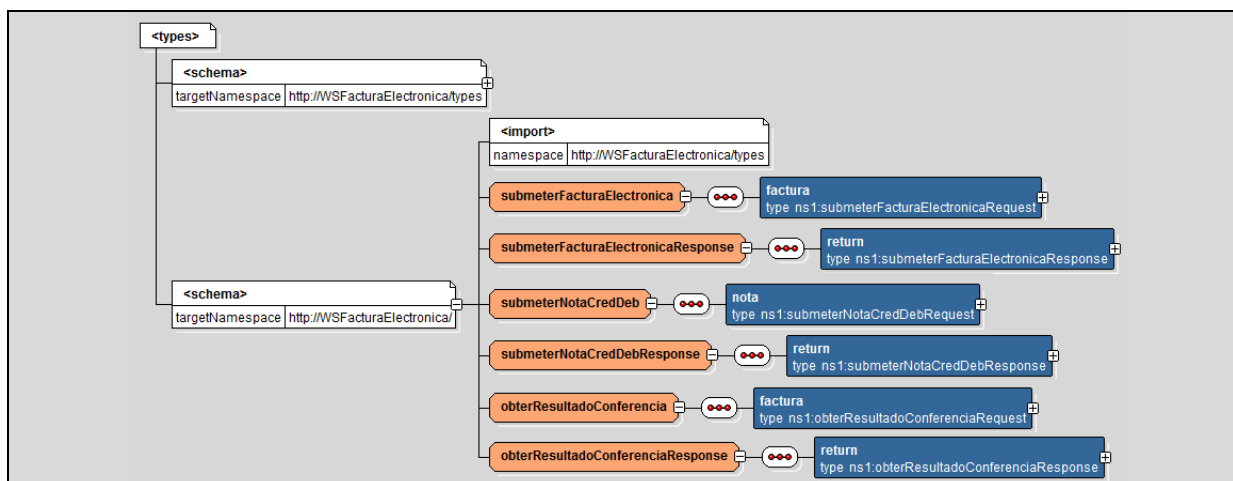 <types>
<schema>
targetNamespace http://WSFacturaElectronica/types
<import>
namespace http://WSFacturaElectronica/types
submeterFacturaElectronica
factura
type ns1:submeterFacturaElectronicaRequest
submeterFacturaElectronicaResponse
return
type ns1:submeterFacturaElectronicaResponse
<schema>
targetNamespace http://WSFacturaElectronica/
submeterNotaCredDeb
nota
type ns1:submeterNotaCredDebRequest
submeterNotaCredDebResponse
return
type ns1:submeterNotaCredDebResponse
obterResultadoConferencia
factura
type ns1:obterResultadoConferenciaRequest
obterResultadoConferenciaResponse
return
type ns1:obterResultadoConferenciaResponse